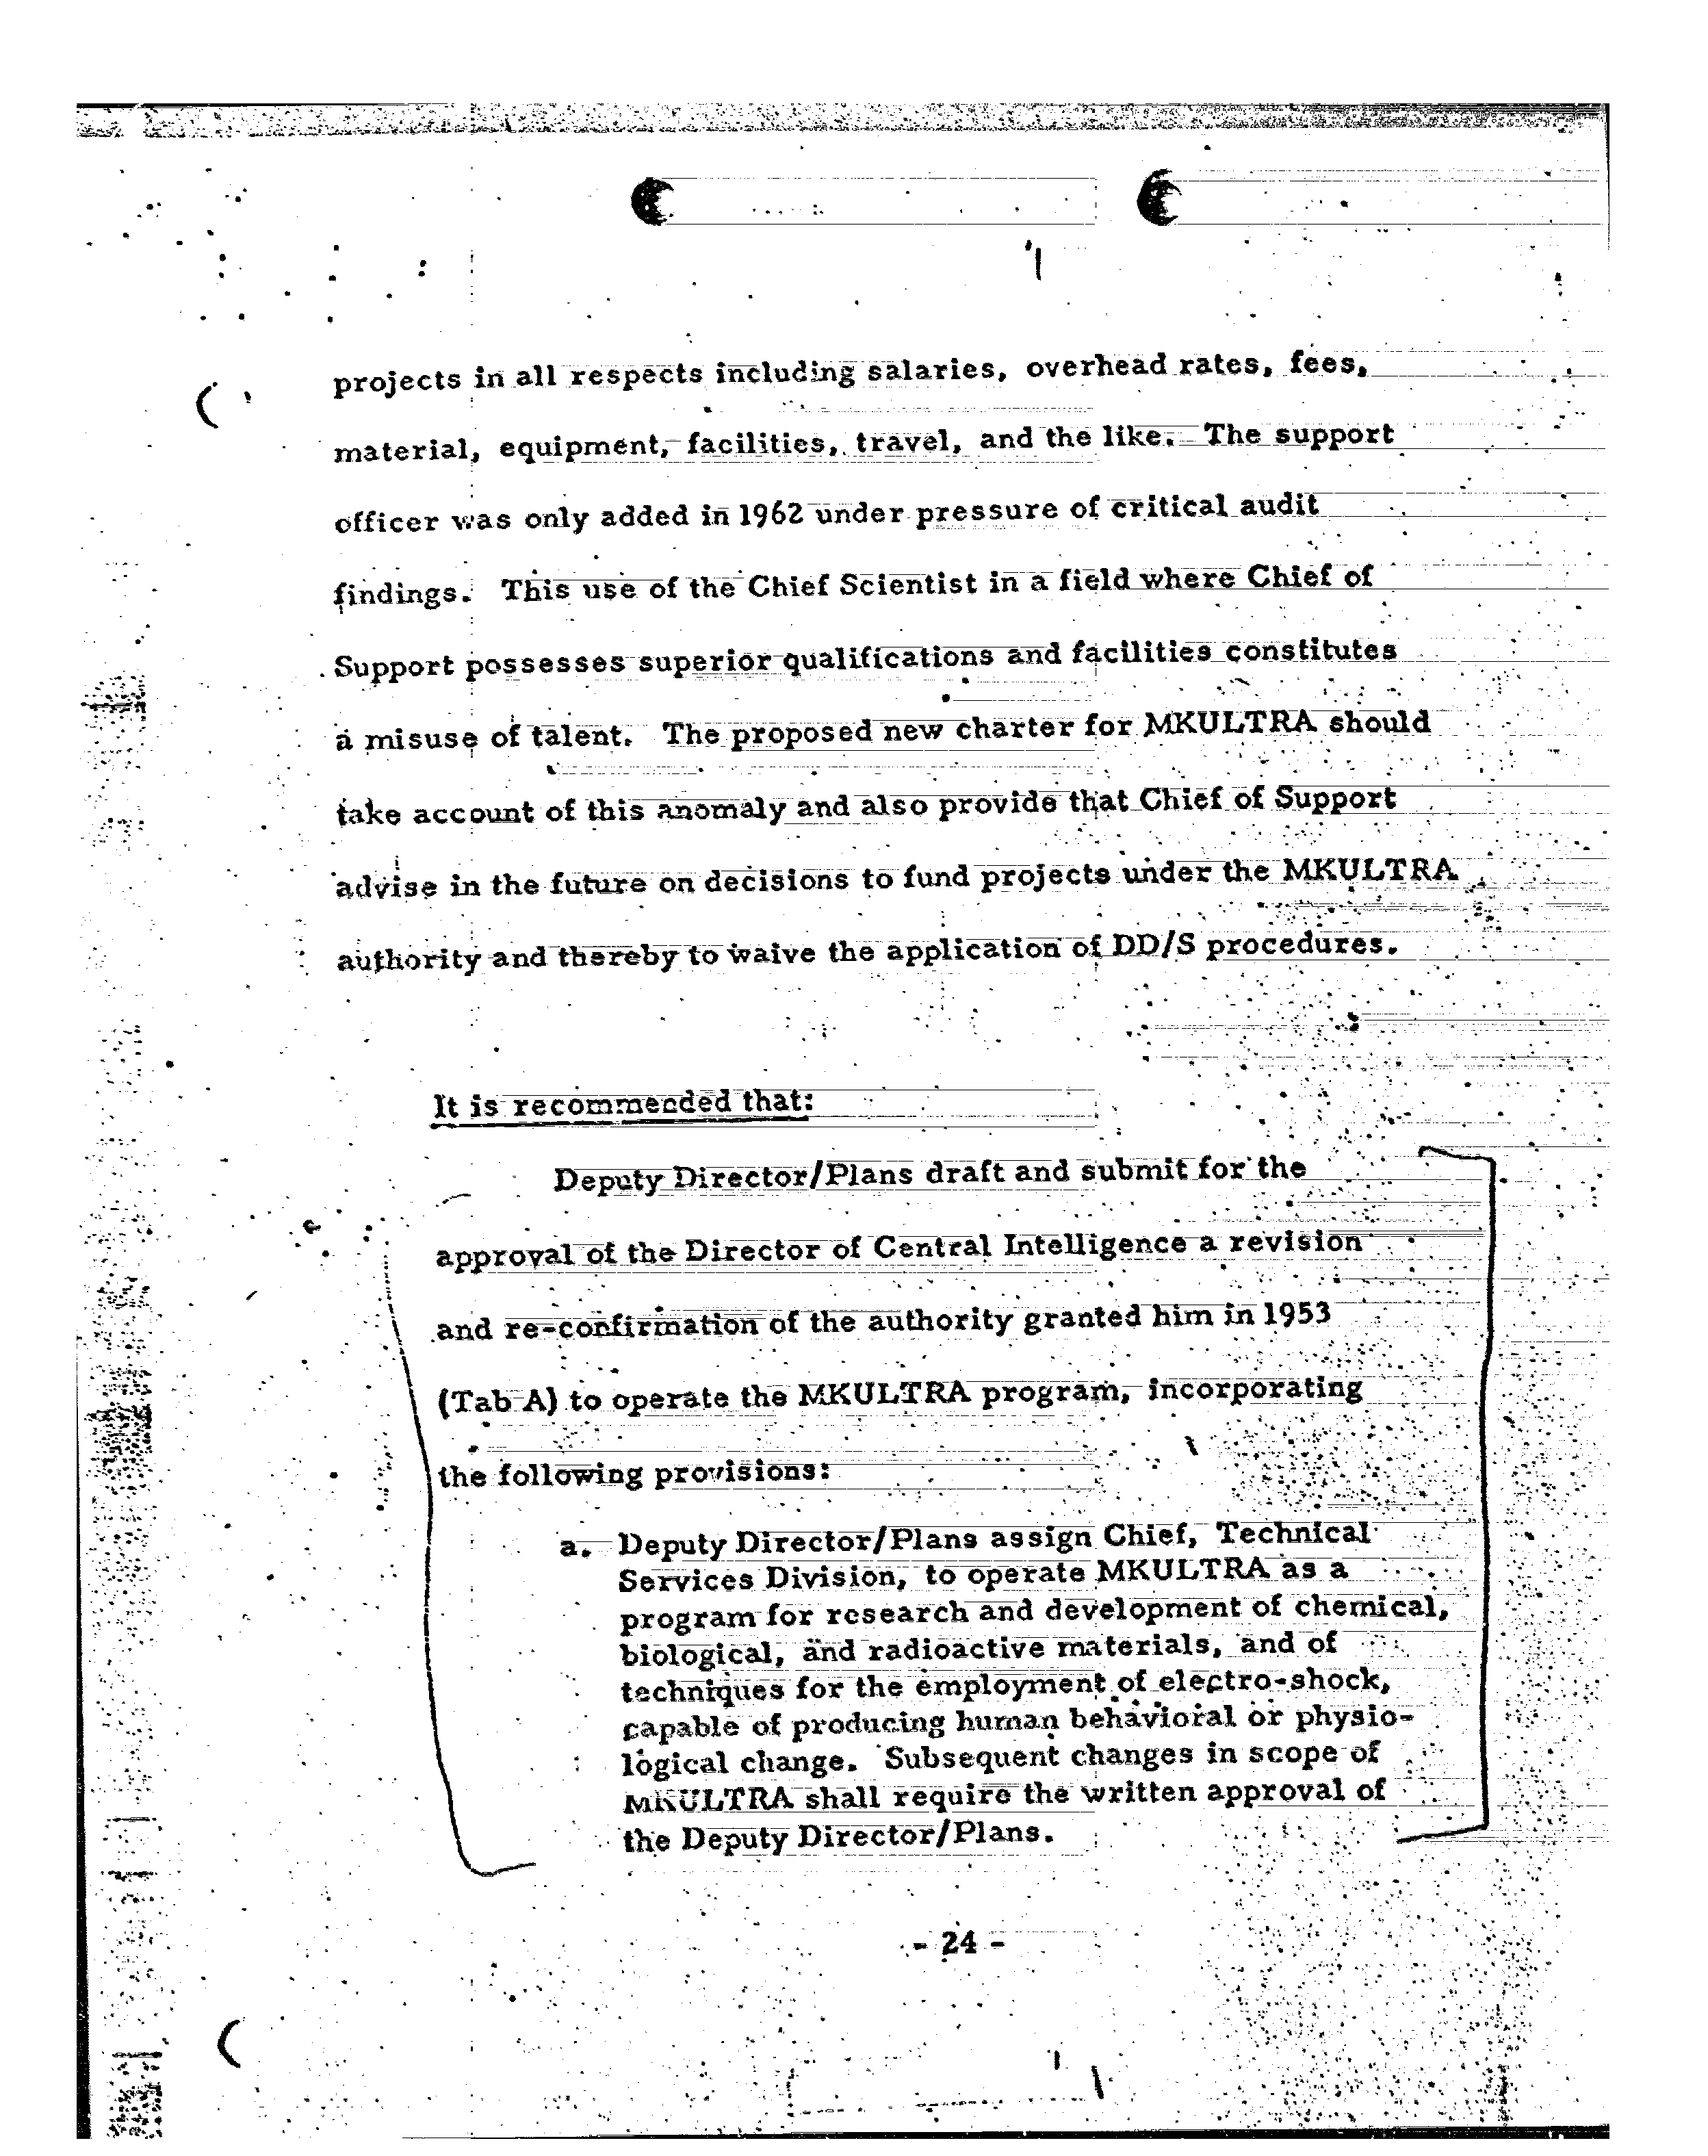 projects in all respects including salaries, overhead rates, fees,
material, equipment, facilities, travel, and the like. The support
officer was only added in 1962 under pressure of critical audit
findings. This use of the Chief Scientist in a field where Chief of
Support possesses superior qualifications and facilities constitutes
a misuse of talent. The proposed new charter for MKULTRA should
take account of this anomaly and also provide that Chief of Support
advise in the future on decisions to fund projects under the MKULTRA
authority and thereby to waive the application of DD/S procedures.
It is recommended that:
Deputy Director/Plans draft and submit for the
approval of the Director of Central Intelligence a revision
and re-confirmation of the authority granted him in 1953
(Tab A) to operate the MKULTRA program, incorporating
the following provisions:
a. Deputy Director/Plans assign Chief, Technical
Services Division, to operate MKULTRA as a
program for research and development of chemical,
biological, and radioactive materials, and of
techniques for the employment of electro-shock,
capable of producing human behavioral or physio-
logical change. Subsequent changes in scope of
MKULTRA shall require the written approval of
the Deputy Director/Plans.
- 24 -